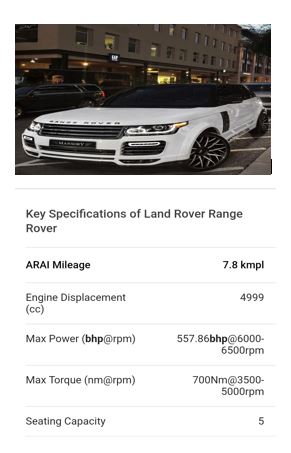 RANGE ROVER
MANSORY
Key Specifications of Land Rover Range
Rover
ARAI Mileage 7.8 kmpl
Engine Displacement 4999
(cc)
Max Power (bhp@rpm) 557.86bhp@6000-
6500rpm
Max Torque (nm@rpm) 700Nm@3500-
5000rpm
Seating Capacity 5